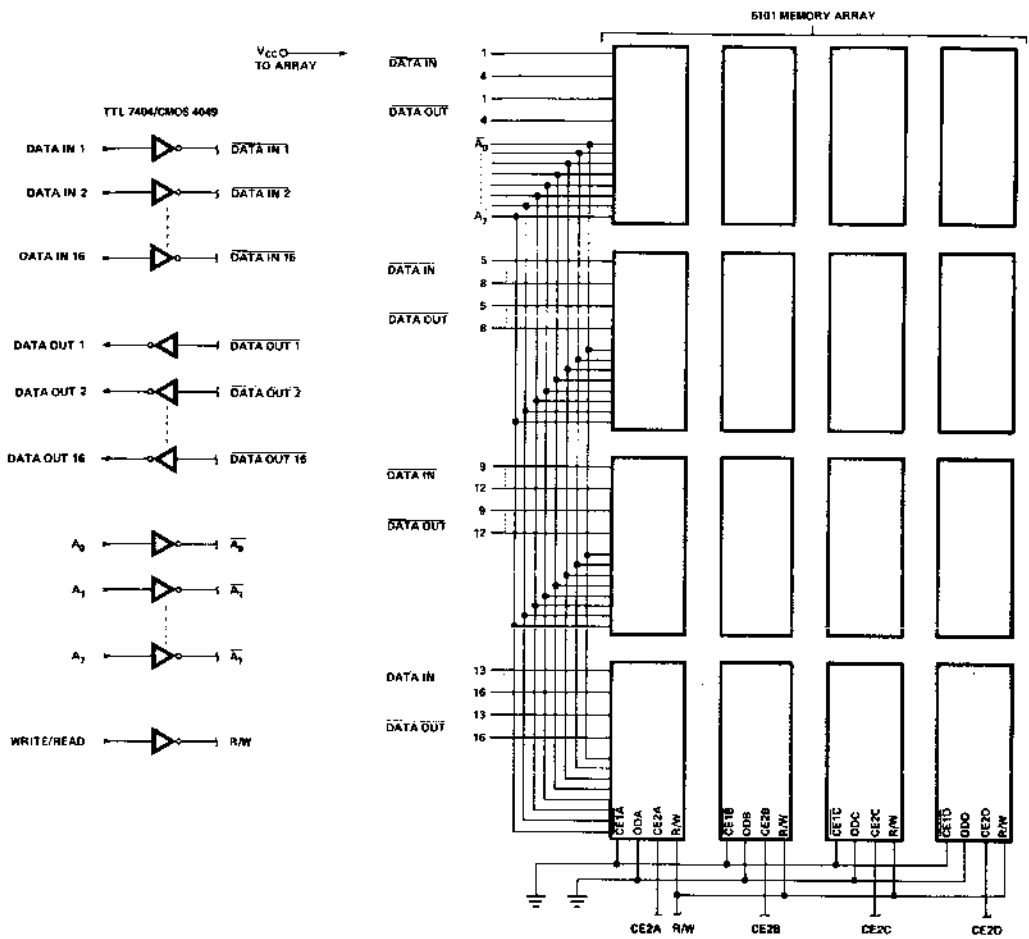 5101 MEMORY ARRAY
VCC
TO ARRAY
DATA IN
1
4
DATA OUT
1
4
A0
A7
TTL 7404/CMOS 4049
DATA IN 1
DATA IN 1
DATA IN 2
DATA IN 2
DATA IN 16
DATA IN 16
DATA IN
5
8
DATA OUT
5
8
DATA OUT 1
DATA OUT 1
DATA OUT 2
DATA OUT 2
DATA OUT 16
DATA OUT 16
DATA IN
9
12
DATA OUT
9
12
A0
A0
A1
A1
A7
A7
DATA IN
13
16
DATA OUT
13
16
WRITE/READ
R/W
CE1A
ODA
CE2A
R/W
CE1B
ODB
CE2B
R/W
CE1C
ODC
CE2C
R/W
CE1D
ODD
CE2D
R/W
CE2A
R/W
CE2B
CE2C
CE2D